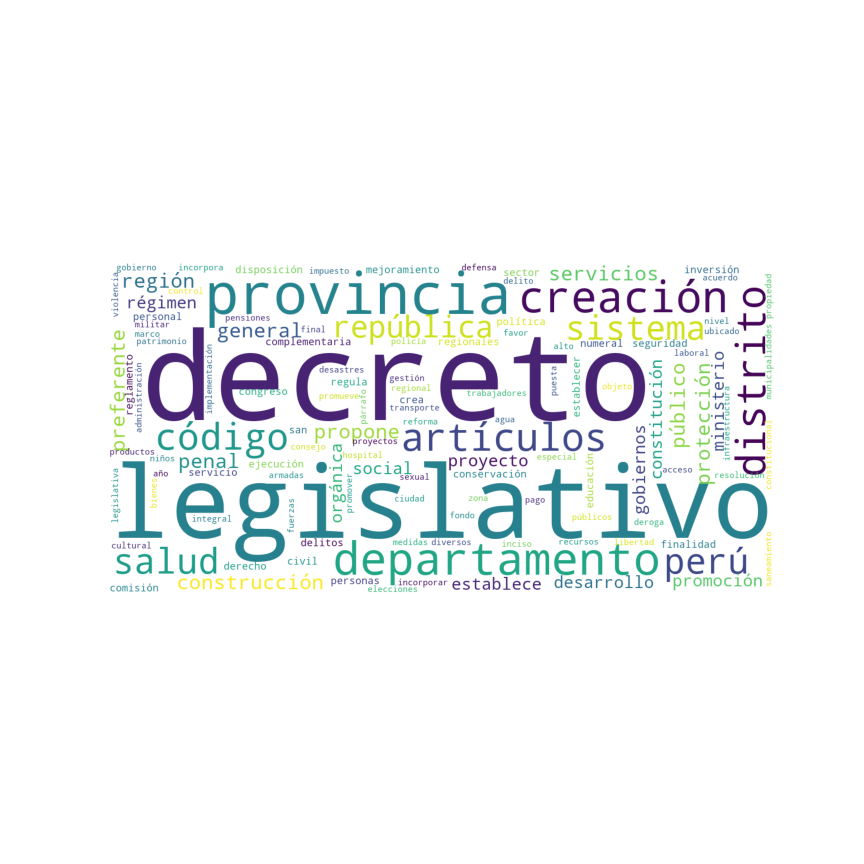 gobierno
incorpora
disposición
impuesto
mejoramiento
defensa
sector
servicios
inversión
acuerdo
violencia
región
control
provincia
delito
creación
distrito
municipalidades
propiedad
régimen
personal
militar
marco
patrimonio
pensiones
general
final
complementaria
república
policía
regionales
política
favor
sistema
alto
numeral
seguridad
nivel
ubicado
laboral
preferente
reglamento
administración
implementación
decreto
desastres
congreso
regula
promueve
gestión
regional
crea
transporte
párrafo
trabajadores
puesta
establecer
objeto
constitución
público
protección
ministerio
infraestructura
código
san
propone
proyectos
consejo
hospital
reforma
agua
artículos
gobiernos
productos
servicio
niños
año
penal
ejecución
armadas
orgánica
promover
social
sexual
proyecto
conservación
especial
educación
acceso
resolución
constitucional
legislativa
bienes
legislativo
integral
fuerzas
ciudad
fondo
zona
pago
públicos
deroga
cultural
delitos
medidas
diversos
inciso
recursos
libertad
finalidad
saneamiento
salud
derecho
civil
departamento
perú
comisión
construcción
personas
elecciones
incorporar
establece
desarrollo
promoción